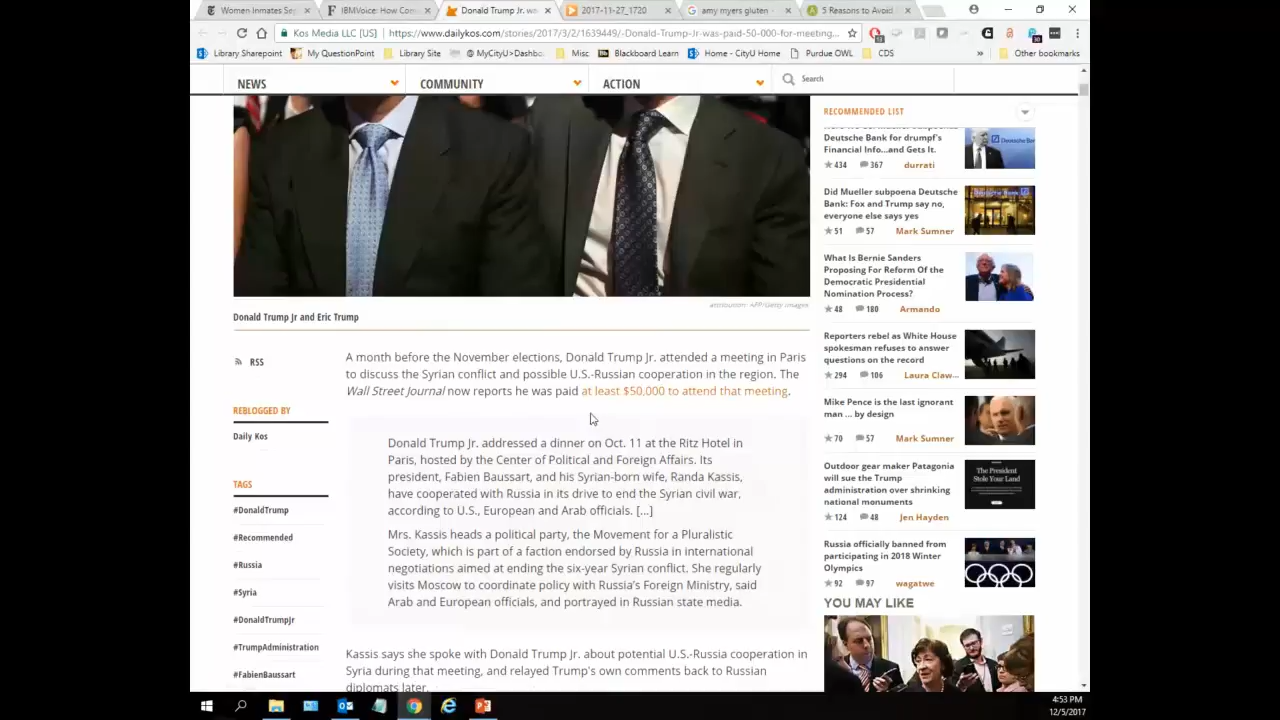 Women Inmates Sep
IBMVoice: How Com
Donald Trump Jr. wa
2017-11-27_1720
amy myers gluten -
5 Reasons to Avoid
Kos Media LLC [US]
https://www.dailykos.com/stories/2017/3/2/1639449/-Donald-Trump-Jr-was-paid-50-000-for-meeting...
Library Sharepoint
My QuestionPoint
Library Site
@ MyCityU>Dashbo
Misc
Blackboard Learn
Home - CityU Home
Purdue OWL
CDS
»
Other bookmarks
NEWS
COMMUNITY
ACTION
Search
attribution: AFP/Getty Images
Donald Trump Jr and Eric Trump
RSS
REBLOGGED BY
Daily Kos
TAGS
#DonaldTrump
#Recommended
#Russia
#Syria
#DonaldTrumpJr
#TrumpAdministration
#FabienBaussart
A month before the November elections, Donald Trump Jr. attended a meeting in Paris
to discuss the Syrian conflict and possible U.S.-Russian cooperation in the region. The
Wall Street Journal now reports he was paid at least $50,000 to attend that meeting.
Donald Trump Jr. addressed a dinner on Oct. 11 at the Ritz Hotel in
Paris, hosted by the Center of Political and Foreign Affairs. Its
president, Fabien Baussart, and his Syrian-born wife, Randa Kassis,
have cooperated with Russia in its drive to end the Syrian civil war,
according to U.S., European and Arab officials. [...]
Mrs. Kassis heads a political party, the Movement for a Pluralistic
Society, which is part of a faction endorsed by Russia in international
negotiations aimed at ending the six-year Syrian conflict. She regularly
visits Moscow to coordinate policy with Russia's Foreign Ministry, said
Arab and European officials, and portrayed in Russian state media.
Kassis says she spoke with Donald Trump Jr. about potential U.S.-Russia cooperation in
Syria during that meeting, and relayed Trump's own comments back to Russian
diplomats later.
RECOMMENDED LIST
Deutsche Bank for drumpf's
Financial Info...and Gets It.
434 367 durrati
Did Mueller subpoena Deutsche
Bank: Fox and Trump say no,
everyone else says yes
51 57 Mark Sumner
What Is Bernie Sanders
Proposing For Reform Of the
Democratic Presidential
Nomination Process?
48 180 Armando
Reporters rebel as White House
spokesman refuses to answer
questions on the record
294 106 Laura Claw...
Mike Pence is the last ignorant
man ... by design
70 57 Mark Sumner
Outdoor gear maker Patagonia
will sue the Trump
administration over shrinking
national monuments
124 48 Jen Hayden
The President
Stole Your Land
Russia officially banned from
participating in 2018 Winter
Olympics
92 97 wagatwe
YOU MAY LIKE
4:53 PM
12/5/2017